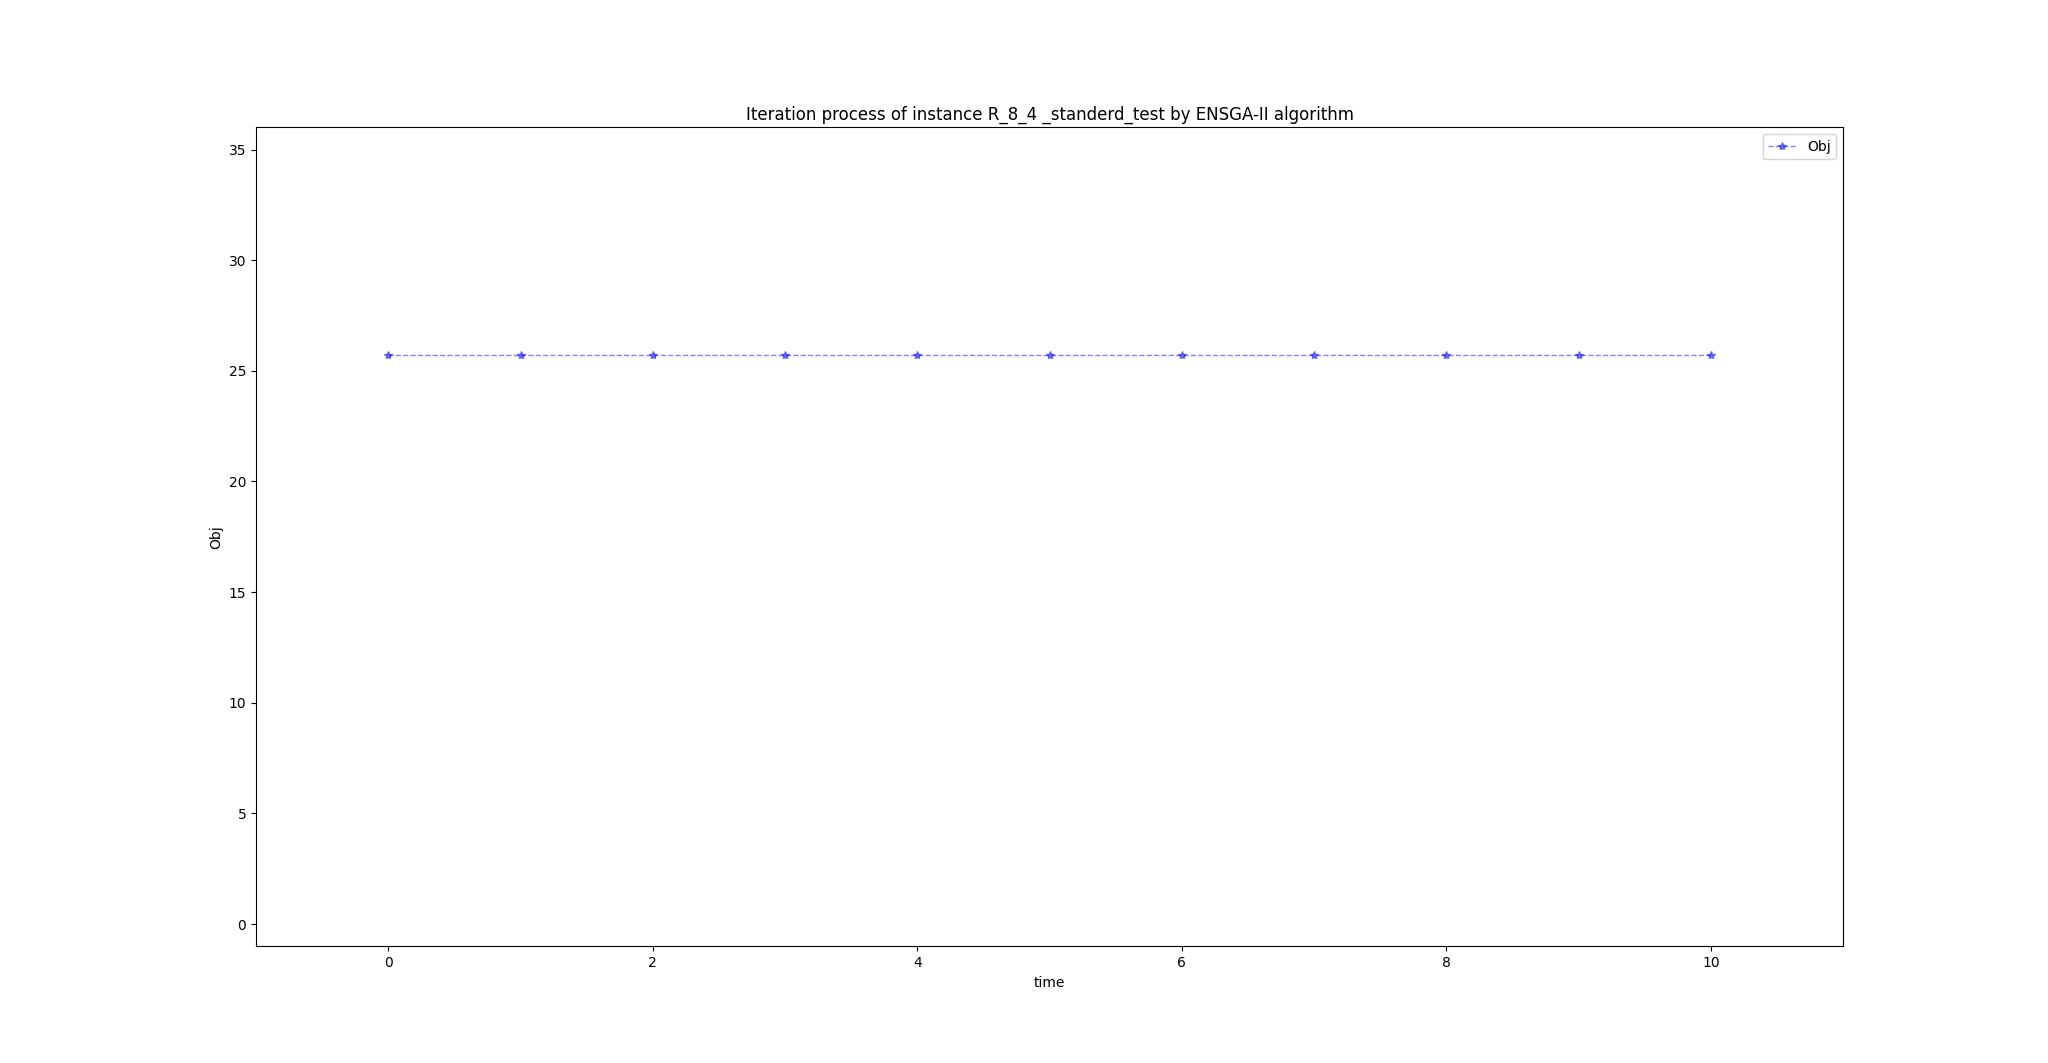 Iteration process of instance R_8_4 _standerd_test by ENSGA-II algorithm
Obj
35
30
25
20
15
10
5
0
Obj
0 2 4 6 8 10
time